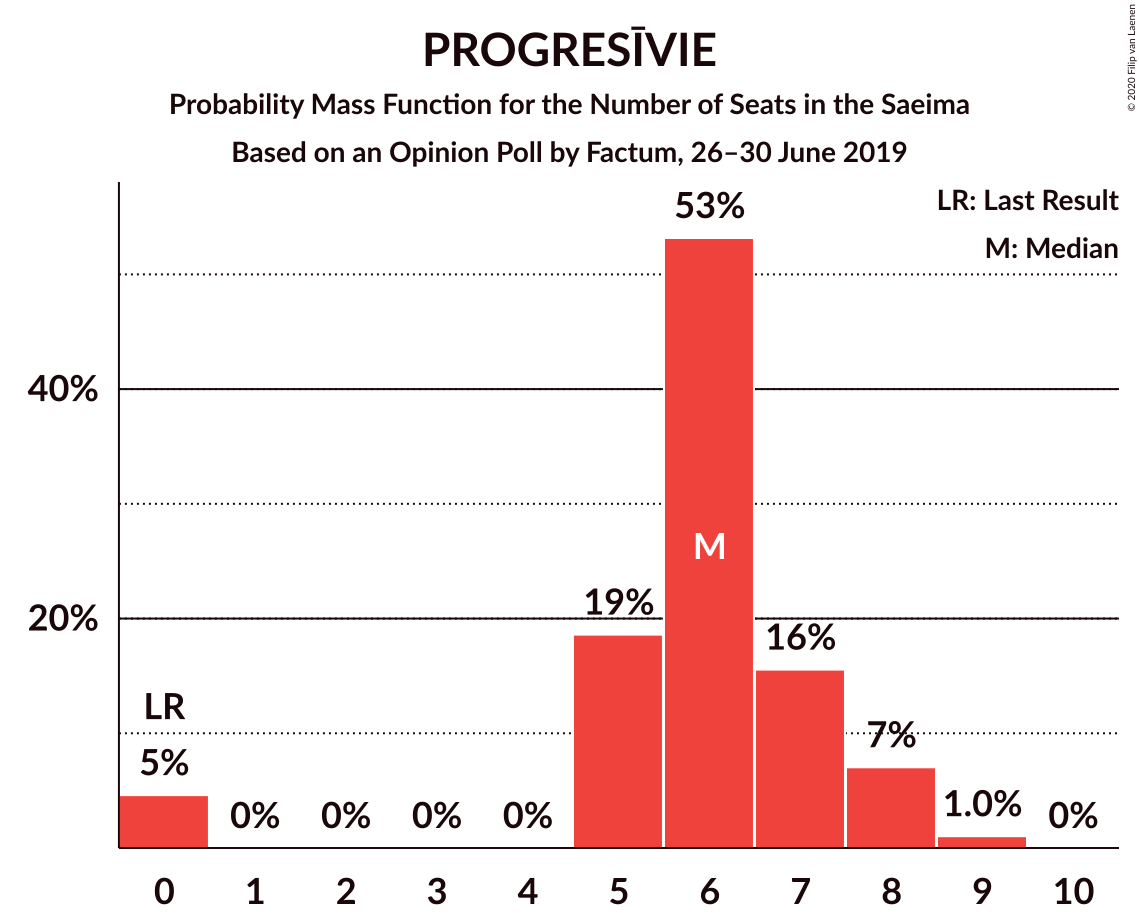 PROGRESĪVIE
Probability Mass Function for the Number of Seats in the Saeima
Based on an Opinion Poll by Factum, 26–30 June 2019
© 2020 Filip van Laenen
LR: Last Result
M: Median
53%
40%
M
20%
19%
16%
LR
5%
0%
0%
0%
0%
7%
1.0%
0%
0 1 2 3 4 5 6 7 8 9 10